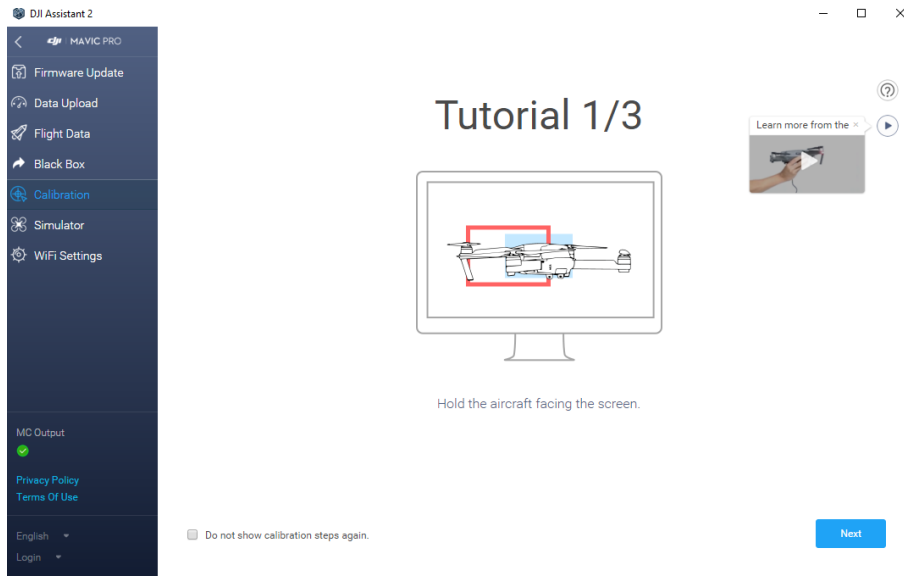 DJI Assistant 2
dji MAVIC PRO
Firmware Update
Data Upload
Flight Data
Black Box
Calibration
Simulator
WiFi Settings
MC Output
Privacy Policy
Terms Of Use
English
Login
Tutorial 1/3
Learn more from the ×
Hold the aircraft facing the screen.
Do not show calibration steps again.
Next